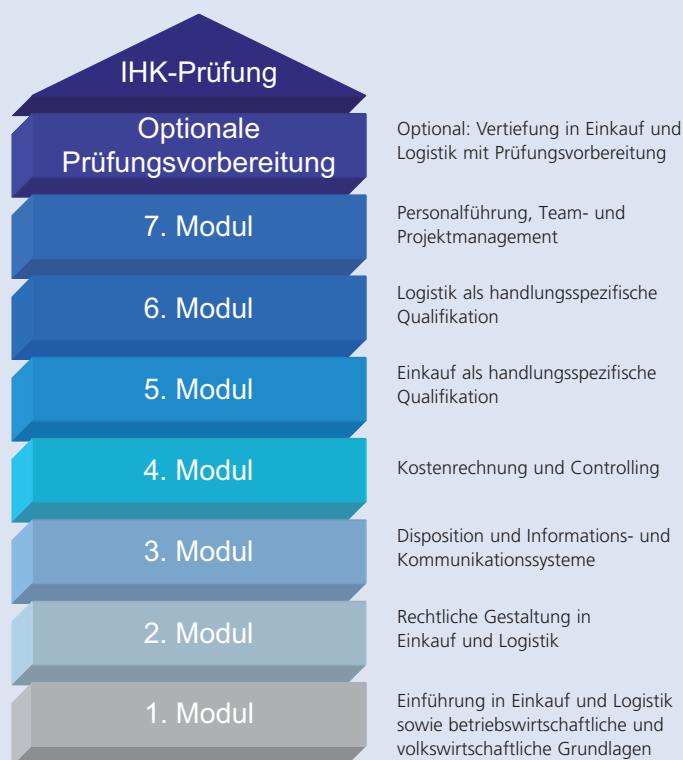 IHK-Prüfung
Optionale
Prüfungsvorbereitung
Optional: Vertiefung in Einkauf und
Logistik mit Prüfungsvorbereitung
7. Modul
Personalführung, Team- und
Projektmanagement
6. Modul
Logistik als handlungsspezifische
Qualifikation
5. Modul
Einkauf als handlungsspezifische
Qualifikation
4. Modul
Kostenrechnung und Controlling
3. Modul
Disposition und Informations- und
Kommunikationssysteme
2. Modul
Rechtliche Gestaltung in
Einkauf und Logistik
1. Modul
Einführung in Einkauf und Logistik
sowie betriebswirtschaftliche und
volkswirtschaftliche Grundlagen